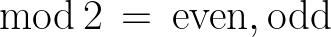 mod 2 = even, odd